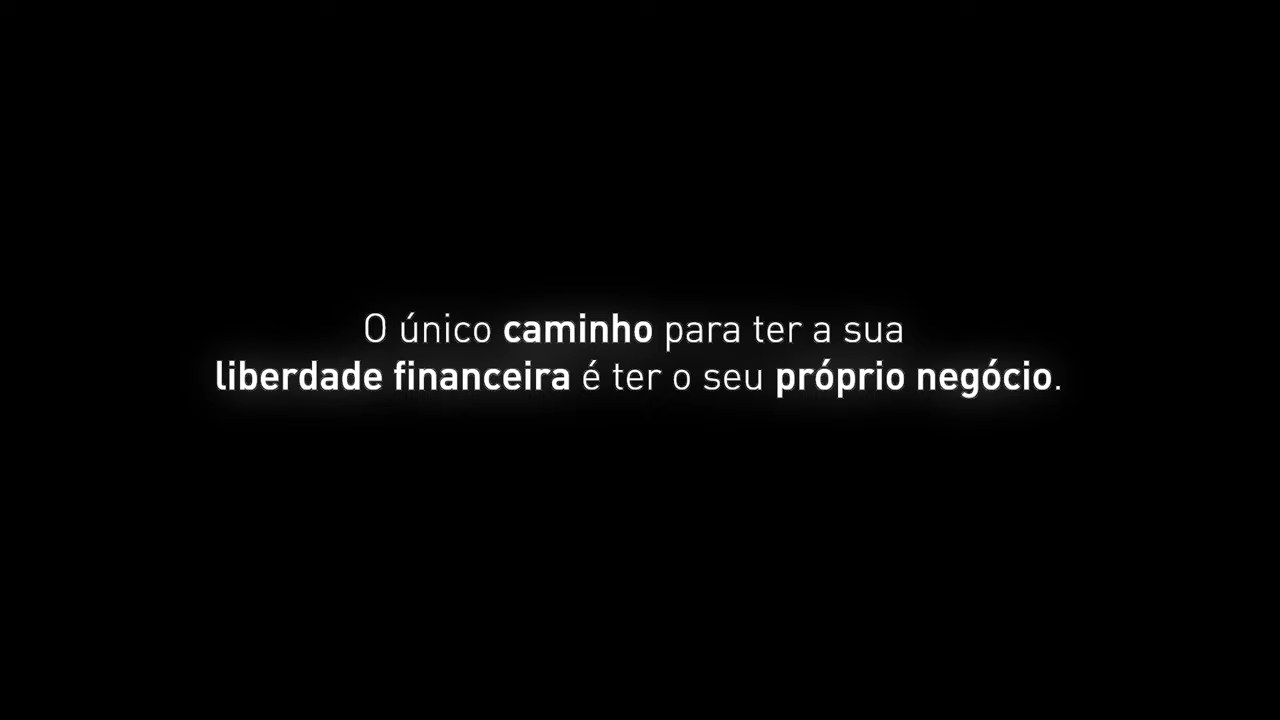 O único caminho para ter a sua
liberdade financeira é ter o seu próprio negócio.